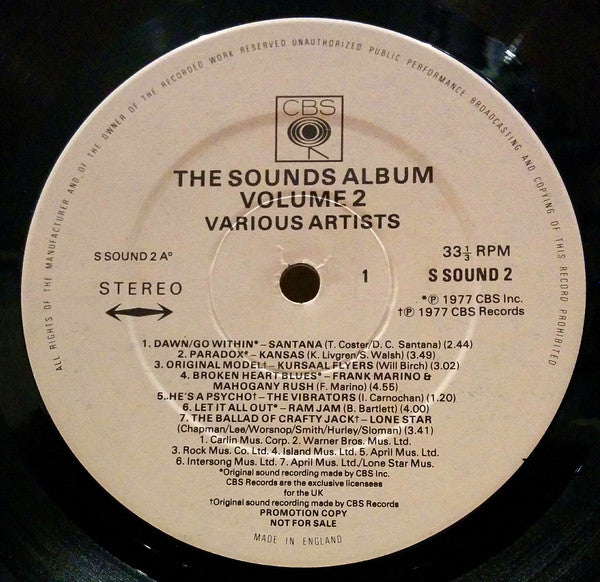 ALL RIGHTS OF THE MANUFACTURER AND OF THE OWNER OF THE RECORDED WORK RESERVED UNAUTHORIZED PUBLIC PERFORMANCE BROADCASTING AND COPYING OF THIS RECORD PROHIBITED
CBS
THE SOUNDS ALBUM
VOLUME 2
VARIOUS ARTISTS
S SOUND 2 A°
33⅓ RPM
1
S SOUND 2
STEREO
*℗ 1977 CBS Inc.
†℗ 1977 CBS Records
1. DAWN/GO WITHIN* – SANTANA (T. Coster/D. C. Santana) (2.44)
2. PARADOX* – KANSAS (K. Livgren/S. Walsh) (3.49)
3. ORIGINAL MODEL† – KURSAAL FLYERS (Will Birch) (3.02)
4. BROKEN HEART BLUES* – FRANK MARINO &
MAHOGANY RUSH (F. Marino) (4.55)
5. HE'S A PSYCHO† – THE VIBRATORS (I. Carnochan) (1.20)
6. LET IT ALL OUT* – RAM JAM (B. Bartlett) (4.00)
7. THE BALLAD OF CRAFTY JACK† – LONE STAR
(Chapman/Lee/Worsnop/Smith/Hurley/Sloman) (3.41)
1. Carlin Mus. Corp. 2. Warner Bros. Mus. Ltd.
3. Rock Mus. Co. Ltd. 4. Island Mus. Ltd. 5. April Mus. Ltd.
6. Intersong Mus. Ltd. 7. April Mus. Ltd./Lone Star Mus.
*Original sound recording made by CBS Inc.
CBS Records are the exclusive licensees
for the UK
†Original sound recording made by CBS Records
PROMOTION COPY
NOT FOR SALE
MADE IN ENGLAND